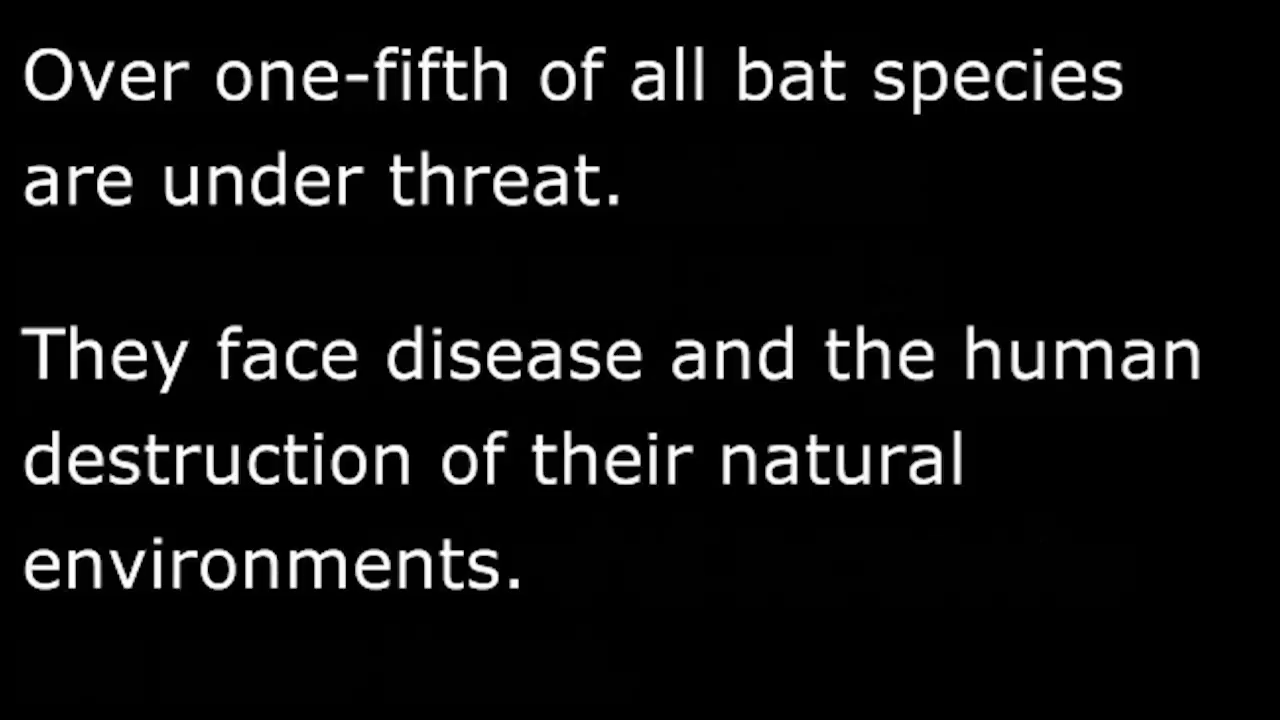 Over one-fifth of all bat species
are under threat.
They face disease and the human
destruction of their natural
environments.